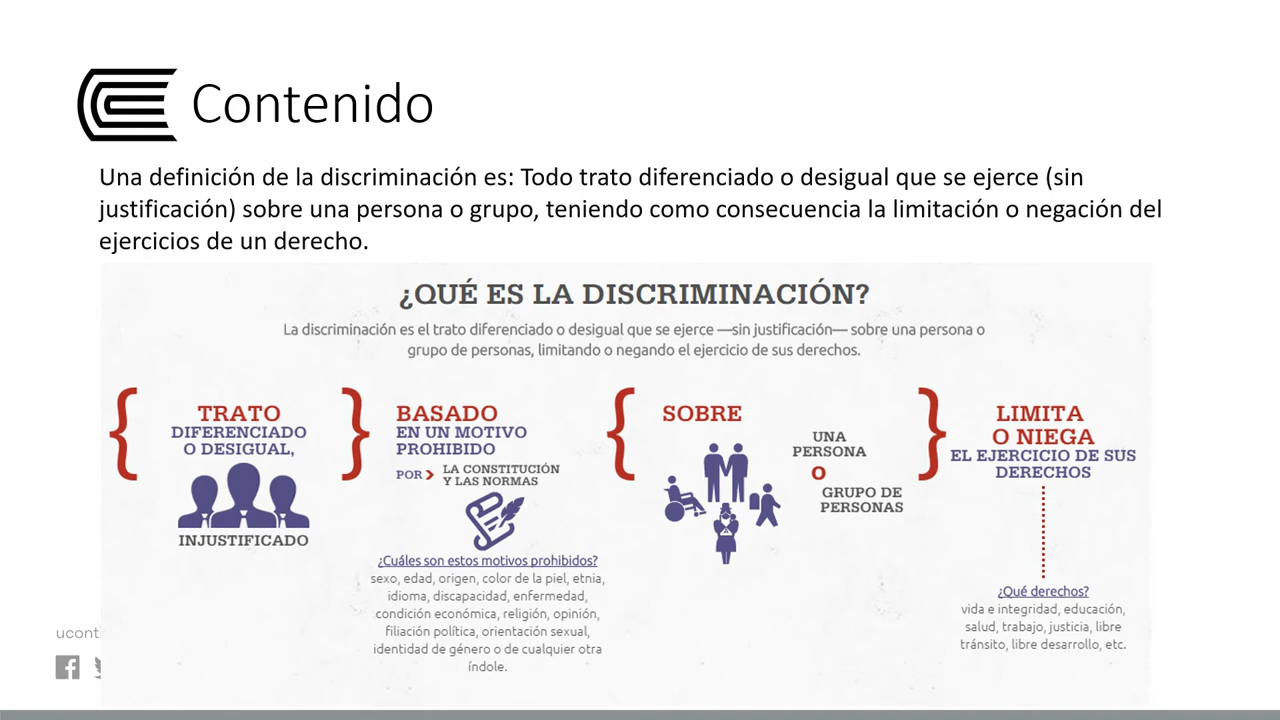 Contenido
Una definición de la discriminación es: Todo trato diferenciado o desigual que se ejerce (sin
justificación) sobre una persona o grupo, teniendo como consecuencia la limitación o negación del
ejercicios de un derecho.
¿QUÉ ES LA DISCRIMINACIÓN?
La discriminación es el trato diferenciado o desigual que se ejerce —sin justificación— sobre una persona o
grupo de personas, limitando o negando el ejercicio de sus derechos.
TRATO
DIFERENCIADO
O DESIGUAL,
INJUSTIFICADO
BASADO
EN UN MOTIVO
PROHIBIDO
POR > LA CONSTITUCIÓN
Y LAS NORMAS
¿Cuáles son estos motivos prohibidos?
sexo, edad, origen, color de la piel, etnia,
idioma, discapacidad, enfermedad,
condición económica, religión, opinión,
filiación política, orientación sexual,
identidad de género o de cualquier otra
índole.
SOBRE
UNA
PERSONA
O
GRUPO DE
PERSONAS
LIMITA
O NIEGA
EL EJERCICIO DE SUS
DERECHOS
¿Qué derechos?
vida e integridad, educación,
salud, trabajo, justicia, libre
tránsito, libre desarrollo, etc.